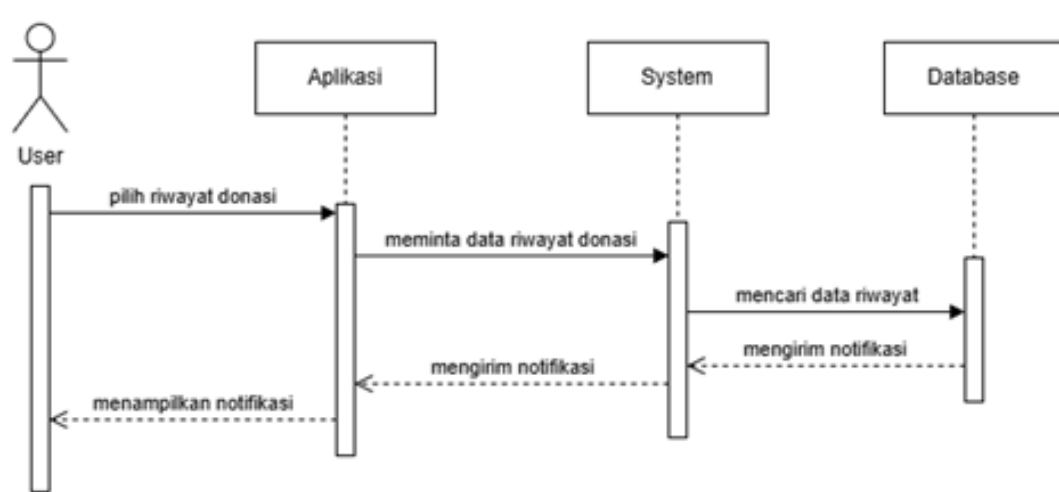 Aplikasi
System
Database
User
pilih riwayat donasi
meminta data riwayat donasi
mencari data riwayat
mengirim notifikasi
mengirim notifikasi
menampilkan notifikasi